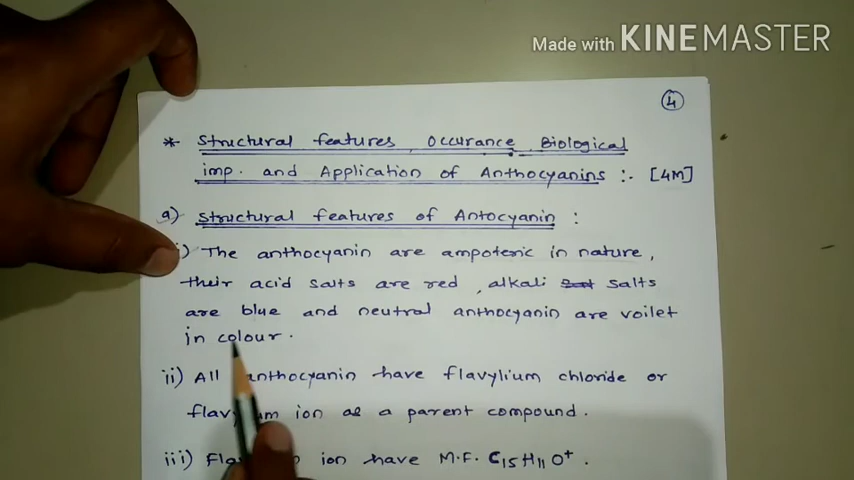 Made with KINEMASTER
4
* Structural features, Occurance, Biological
imp. and Application of Anthocyanins :- [4M]
a) Structural features of Antocyanin :
i) The anthocyanin are ampoteric in nature,
their acid salts are red, alkali salts
are blue and neutral anthocyanin are voilet
in colour.
ii) All anthocyanin have flavylium chloride or
ion as a parent compound.
iii) ion have M.F. C15H11O+.